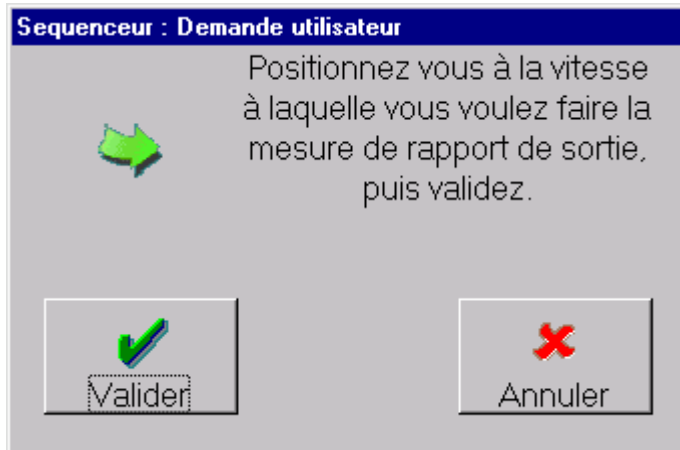 Sequenceur : Demande utilisateur
Positionnez vous à la vitesse
à laquelle vous voulez faire la
mesure de rapport de sortie,
puis validez.
Valider
Annuler